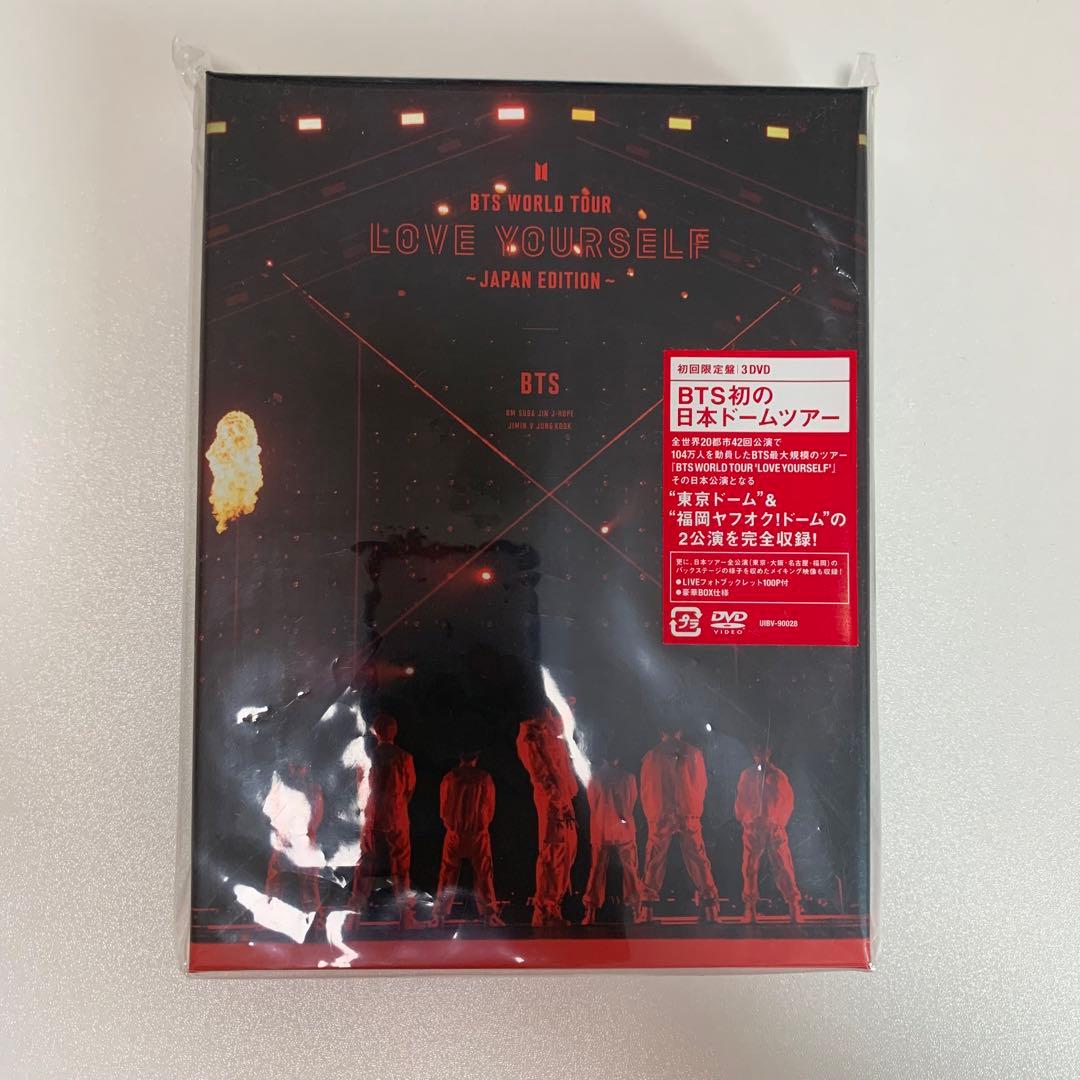 BTS WORLD TOUR
LOVE YOURSELF
~JAPAN EDITION~
BTS
RM SUGA JIN J-HOPE
JIMIN V JUNG KOOK
初回限定盤 | 3DVD
BTS初の
日本ドームツアー
全世界20都市42回公演で
104万人を動員したBTS最大規模のツアー
「BTS WORLD TOUR 'LOVE YOURSELF'」
その日本公演となる
“東京ドーム”&
“福岡ヤフオク!ドーム”の
2公演を完全収録!
更に、日本ツアー全公演(東京・大阪・名古屋・福岡)の
バックステージの様子を収めたメイキング映像も収録!
●LIVEフォトブックレット100P付
●豪華BOX仕様
プラ
DVD
VIDEO
UIBV-90028